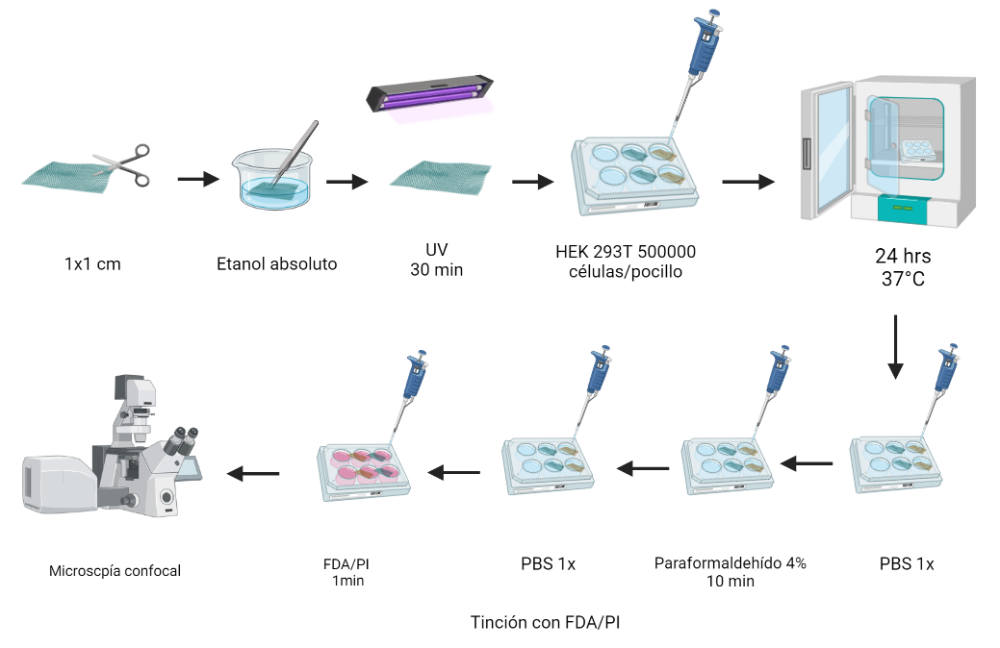 1x1 cm
Etanol absoluto
UV
30 min
HEK 293T 500000
células/pocillo
24 hrs
37°C
PBS 1x
Paraformaldehído 4%
10 min
PBS 1x
FDA/PI
1min
Microscpía confocal
Tinción con FDA/PI